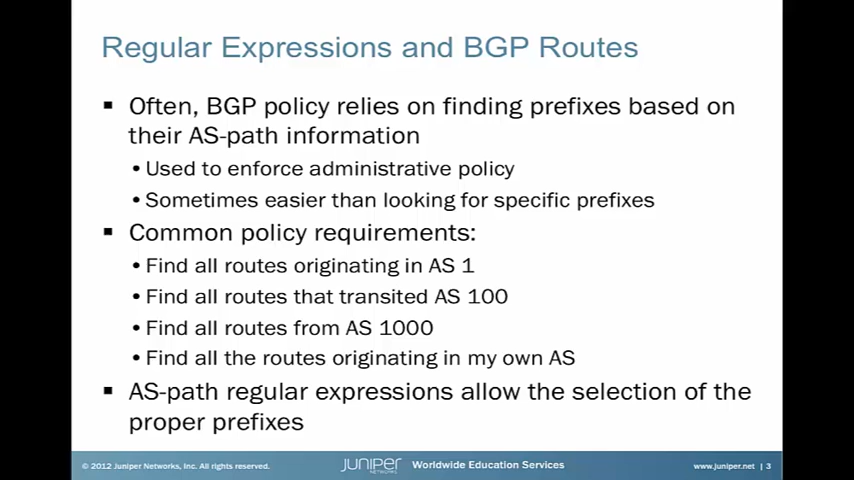 Regular Expressions and BGP Routes
▪ Often, BGP policy relies on finding prefixes based on
their AS-path information
• Used to enforce administrative policy
• Sometimes easier than looking for specific prefixes
▪ Common policy requirements:
• Find all routes originating in AS 1
• Find all routes that transited AS 100
• Find all routes from AS 1000
• Find all the routes originating in my own AS
▪ AS-path regular expressions allow the selection of the
proper prefixes
© 2012 Juniper Networks, Inc. All rights reserved. JUNIPER NETWORKS Worldwide Education Services www.juniper.net | 3